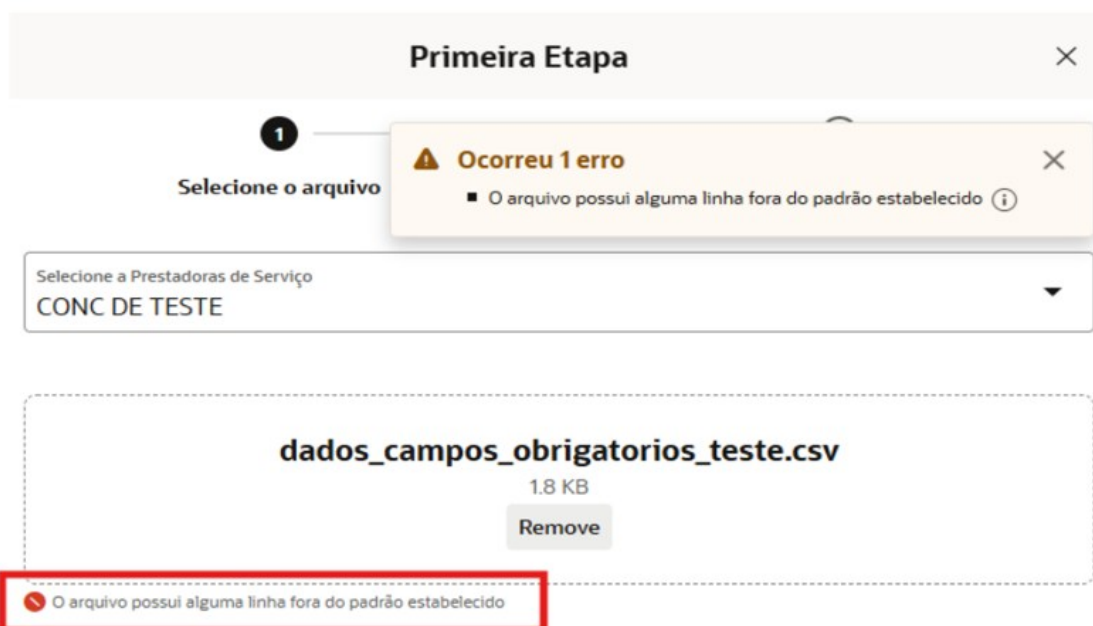 Primeira Etapa
1
Selecione o arquivo
Ocorreu 1 erro
O arquivo possui alguma linha fora do padrão estabelecido
Selecione a Prestadoras de Serviço
CONC DE TESTE
dados_campos_obrigatorios_teste.csv
1.8 KB
Remove
O arquivo possui alguma linha fora do padrão estabelecido